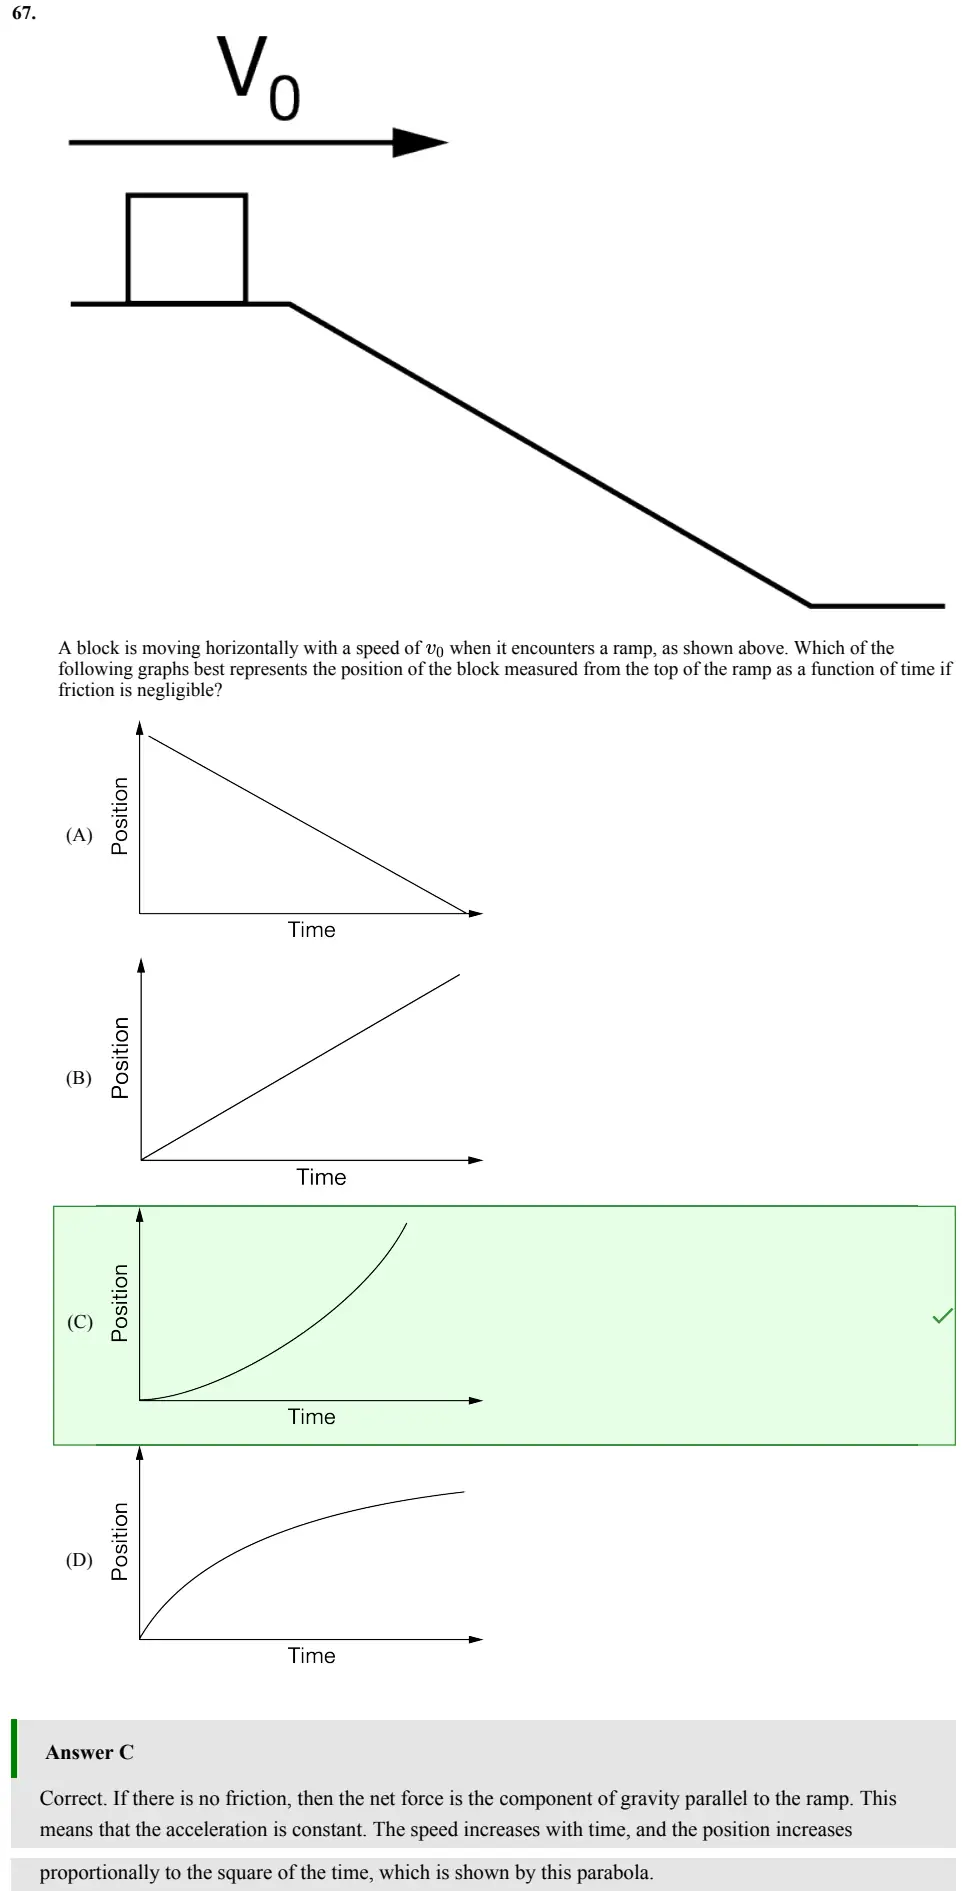 67.
V0
A block is moving horizontally with a speed of v0 when it encounters a ramp, as shown above. Which of the
following graphs best represents the position of the block measured from the top of the ramp as a function of time if
friction is negligible?
(A)
Position
Time
(B)
Position
Time
(C)
Position
Time
(D)
Position
Time
Answer C
Correct. If there is no friction, then the net force is the component of gravity parallel to the ramp. This
means that the acceleration is constant. The speed increases with time, and the position increases
proportionally to the square of the time, which is shown by this parabola.